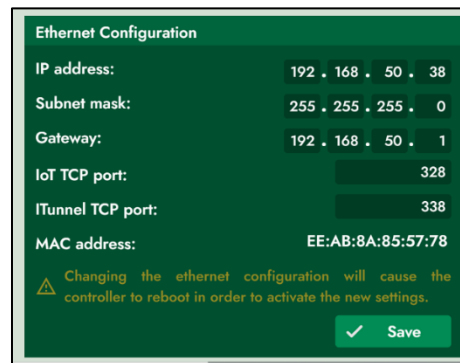 Ethernet Configuration
IP address: 192 . 168 . 50 . 38
Subnet mask: 255 . 255 . 255 . 0
Gateway: 192 . 168 . 50 . 1
IoT TCP port: 328
ITunnel TCP port: 338
MAC address: EE:AB:8A:85:57:78
Changing the ethernet configuration will cause the
controller to reboot in order to activate the new settings.
Save